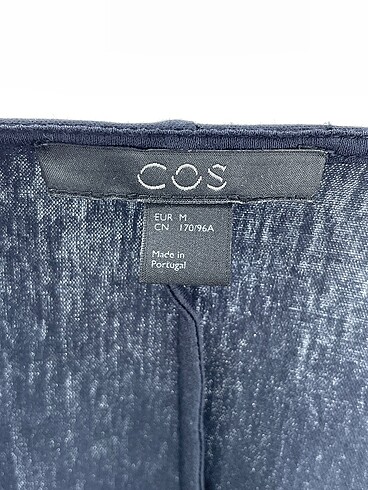 COS
EUR M
CN 170/96A
Made in
Portugal